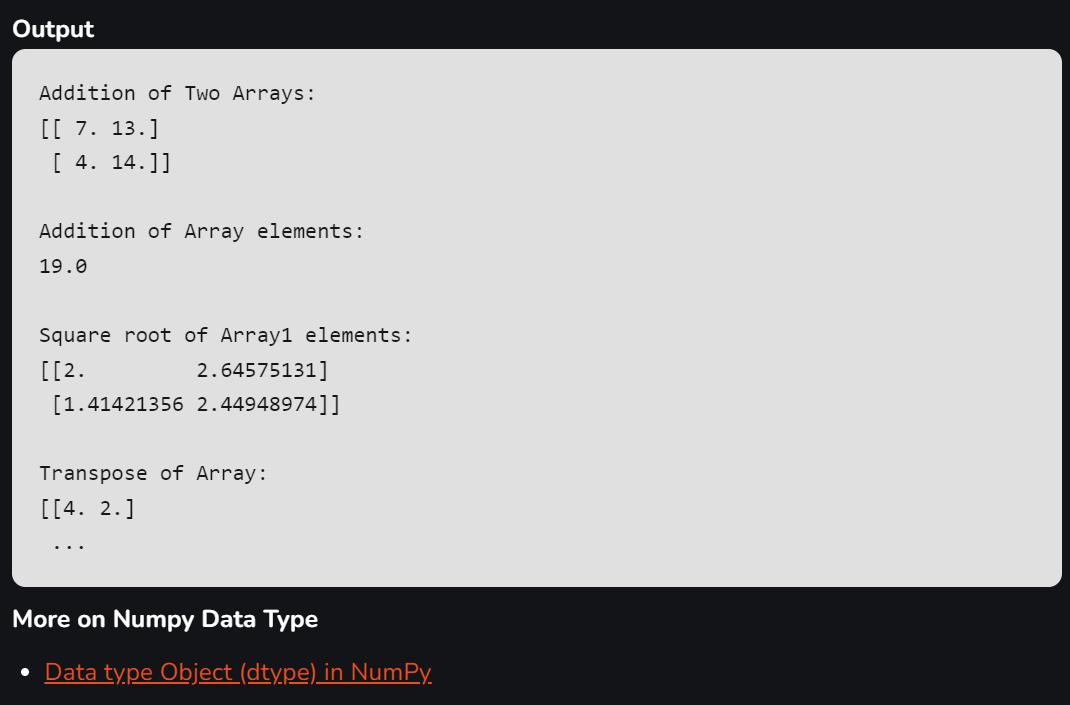 Output
Addition of Two Arrays:
[[ 7. 13.]
 [ 4. 14.]]
Addition of Array elements:
19.0
Square root of Array1 elements:
[[2.         2.64575131]
 [1.41421356 2.44948974]]
Transpose of Array:
[[4. 2.]
 ...
More on Numpy Data Type
Data type Object (dtype) in NumPy